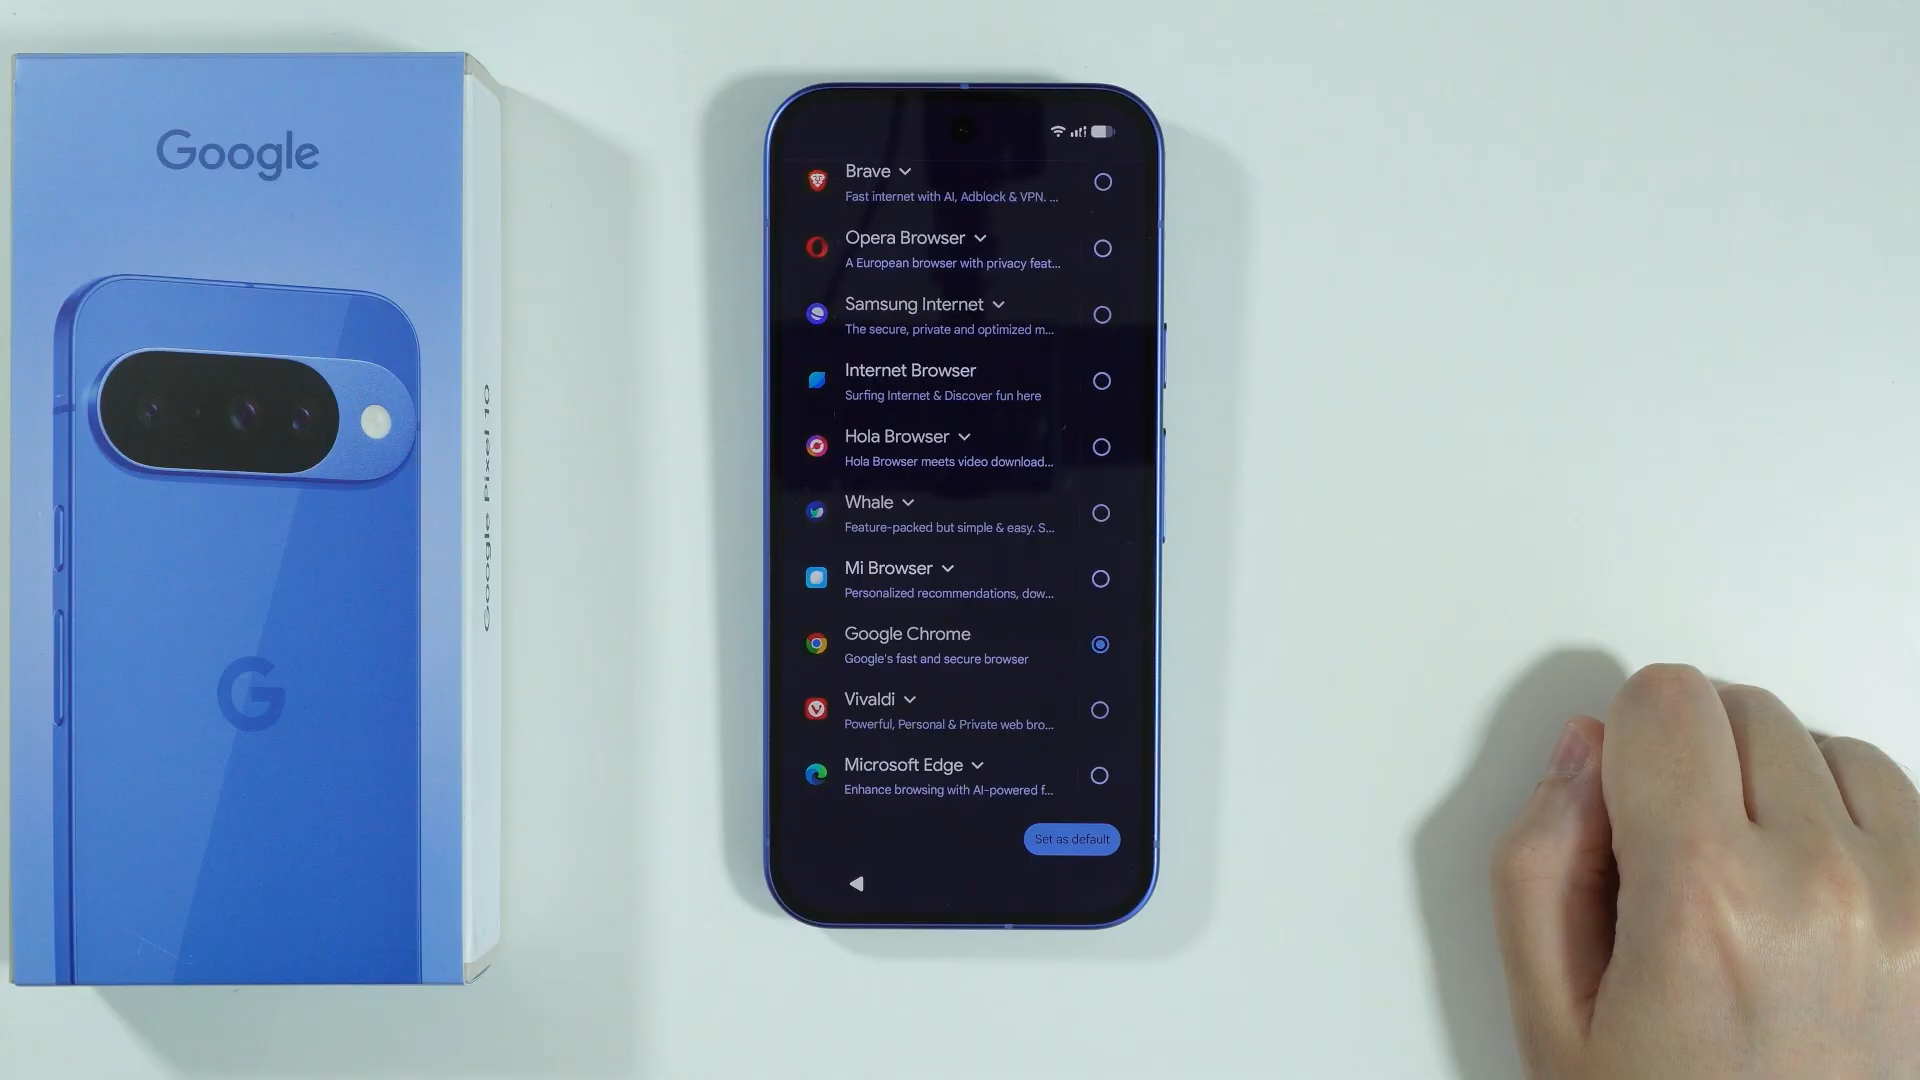 Google
G
Google Pixel 10
Brave
Fast internet with AI, Adblock & VPN. ...
Opera Browser
A European browser with privacy feat...
Samsung Internet
The secure, private and optimized m...
Internet Browser
Surfing Internet & Discover fun here
Hola Browser
Hola Browser meets video download...
Whale
Feature-packed but simple & easy. S...
Mi Browser
Personalized recommendations, dow...
Google Chrome
Google's fast and secure browser
Vivaldi
Powerful, Personal & Private web bro...
Microsoft Edge
Enhance browsing with AI-powered f...
Set as default